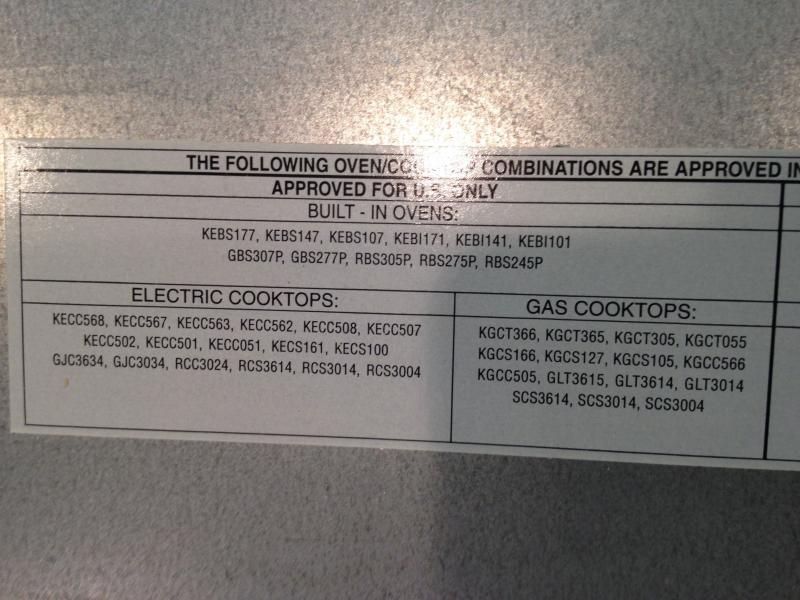 THE FOLLOWING OVEN/ COMBINATIONS ARE APPROVED IN
APPROVED FOR U.S. ONLY
BUILT - IN OVENS:
KEBS177, KEBS147, KEBS107, KEBI171, KEBI141, KEBI101
GBS307P, GBS277P, RBS305P, RBS275P, RBS245P
ELECTRIC COOKTOPS:
KECC568, KECC567, KECC563, KECC562, KECC508, KECC507
KECC502, KECC501, KECC051, KECS161, KECS100
GJC3634, GJC3034, RCC3024, RCS3614, RCS3014, RCS3004
GAS COOKTOPS:
KGCT366, KGCT365, KGCT305, KGCT055
KGCS166, KGCS127, KGCS105, KGCC566
KGCC505, GLT3615, GLT3614, GLT3014
SCS3614, SCS3014, SCS3004